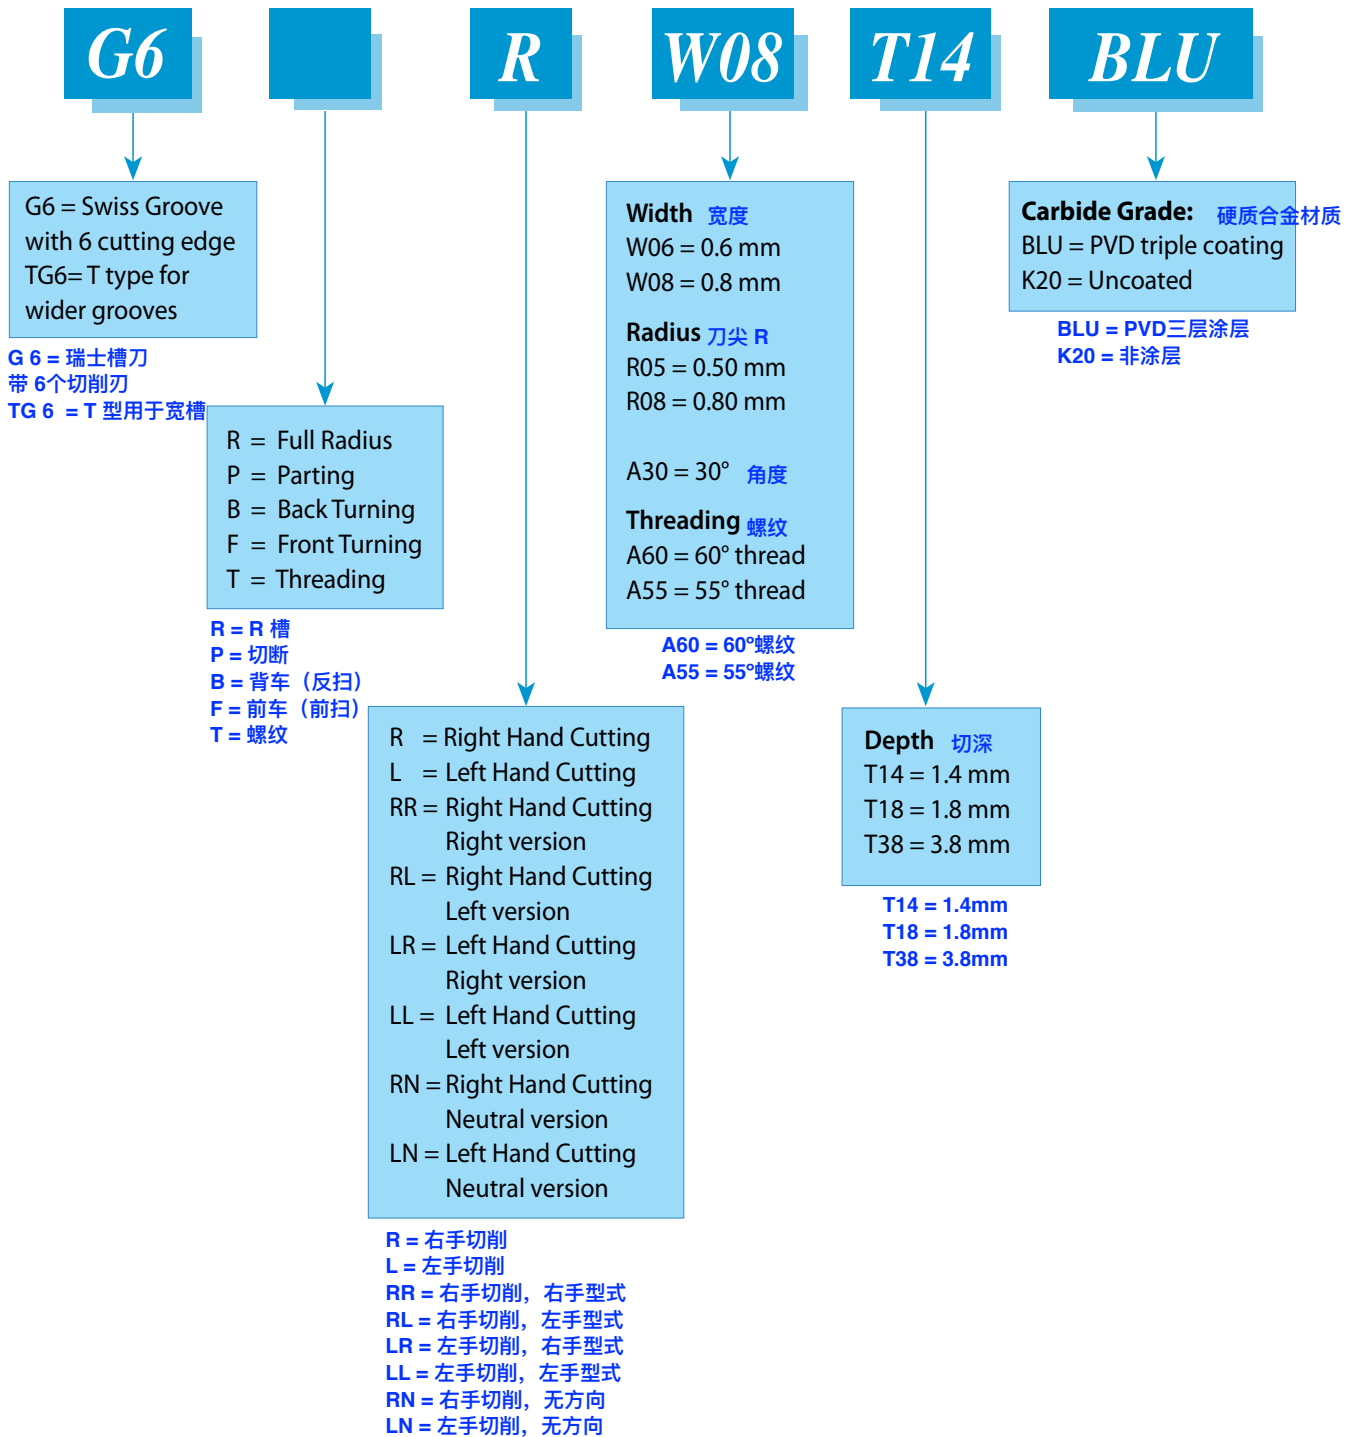 G6
R
W08
T14
BLU
G6 = Swiss Groove
with 6 cutting edge
TG6= T type for
wider grooves
G 6 = 瑞士槽刀
带 6个切削刃
TG 6 = T 型用于宽槽
R = Full Radius
P = Parting
B = Back Turning
F = Front Turning
T = Threading
R = R 槽
P = 切断
B = 背车（反扫）
F = 前车（前扫）
T = 螺纹
R = Right Hand Cutting
L = Left Hand Cutting
RR = Right Hand Cutting
Right version
RL = Right Hand Cutting
Left version
LR = Left Hand Cutting
Right version
LL = Left Hand Cutting
Left version
RN = Right Hand Cutting
Neutral version
LN = Left Hand Cutting
Neutral version
R = 右手切削
L = 左手切削
RR = 右手切削，右手型式
RL = 右手切削，左手型式
LR = 左手切削，右手型式
LL = 左手切削，左手型式
RN = 右手切削，无方向
LN = 左手切削，无方向
Width 宽度
W06 = 0.6 mm
W08 = 0.8 mm
Radius 刀尖 R
R05 = 0.50 mm
R08 = 0.80 mm
A30 = 30° 角度
Threading 螺纹
A60 = 60° thread
A55 = 55° thread
A60 = 60º螺纹
A55 = 55º螺纹
Depth 切深
T14 = 1.4 mm
T18 = 1.8 mm
T38 = 3.8 mm
T14 = 1.4mm
T18 = 1.8mm
T38 = 3.8mm
Carbide Grade: 硬质合金材质
BLU = PVD triple coating
K20 = Uncoated
BLU = PVD三层涂层
K20 = 非涂层